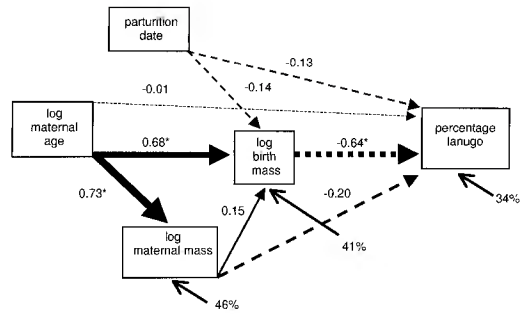 parturition
date
-0.13
-0.01
-0.14
log
maternal
age
percentage
lanugo
0.68*
log
birth
mass
-0.64*
0.73*
-0.20
0.15
34%
log
maternal mass
41%
46%